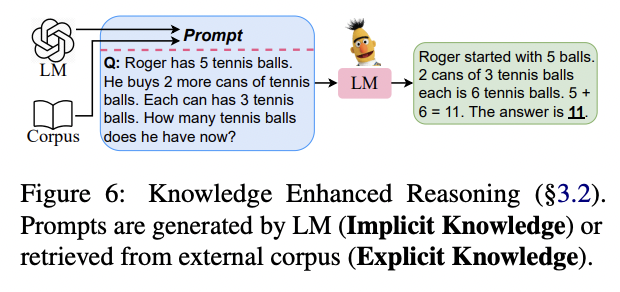 LM
Corpus
Prompt
Q: Roger has 5 tennis balls.
He buys 2 more cans of tennis
balls. Each can has 3 tennis
balls. How many tennis balls
does he have now?
LM
Roger started with 5 balls.
2 cans of 3 tennis balls
each is 6 tennis balls. 5 +
6 = 11. The answer is 11.
Figure 6: Knowledge Enhanced Reasoning (§3.2).
Prompts are generated by LM (Implicit Knowledge) or
retrieved from external corpus (Explicit Knowledge).